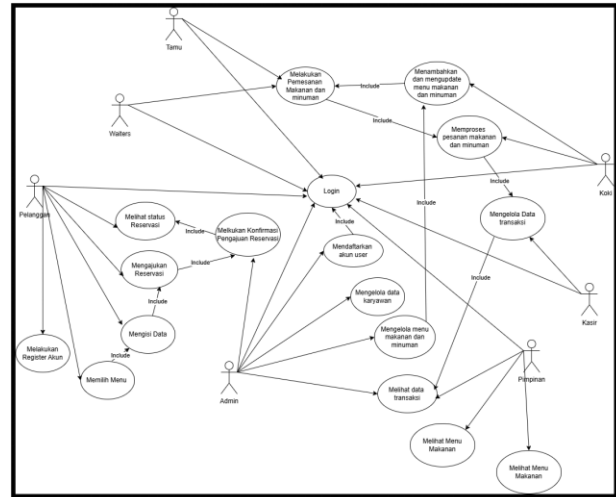 Tamu
Melakukan
Pemesanan
Makanan dan
minuman
Include
Menambahkan
dan mengupdate
menu makanan
dan minuman
Walters
Include
Memproses
pesanan makanan
dan minuman
Include
Koki
Pelanggan
Login
Melihat status
Reservasi
Include
Melkukan Konfirmasi
Pengajuan Reservasi
Include
Mendaftarkan
akun user
Include
Mengelola Data
transaksi
Mengajukan
Reservasi
Include
Include
Mengelola data
karyawan
Kasir
Mengisi Data
Mengelola menu
makanan dan
minuman
Include
Melakukan
Register Akun
Include
Memilih Menu
Admin
Melihat data
transaksi
Pimpinan
Melihat Menu
Makanan
Melihat Menu
Makanan